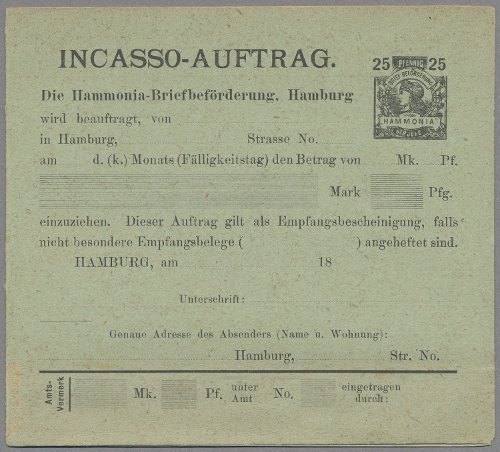 INCASSO-AUFTRAG.
25 PFENNIG 25
BRIEF BEFÖRDERUNG
HAMMONIA
HAMBURG
Die Hammonia-Briefbeförderung, Hamburg
wird beauftragt, von
in Hamburg, Strasse No.
am d. (k.) Monats (Fälligkeitstag) den Betrag von Mk. Pf.
Mark Pfg.
einzuziehen. Dieser Auftrag gilt als Empfangsbescheinigung, falls
nicht besondere Empfangsbelege ( ) angeheftet sind.
HAMBURG, am 18
Unterschrift:
Genaue Adresse des Absenders (Name u. Wohnung):
Hamburg, Str. No.
Amts-
Vermerk
Mk. Pf. unter Amt No. eingetragen durch: